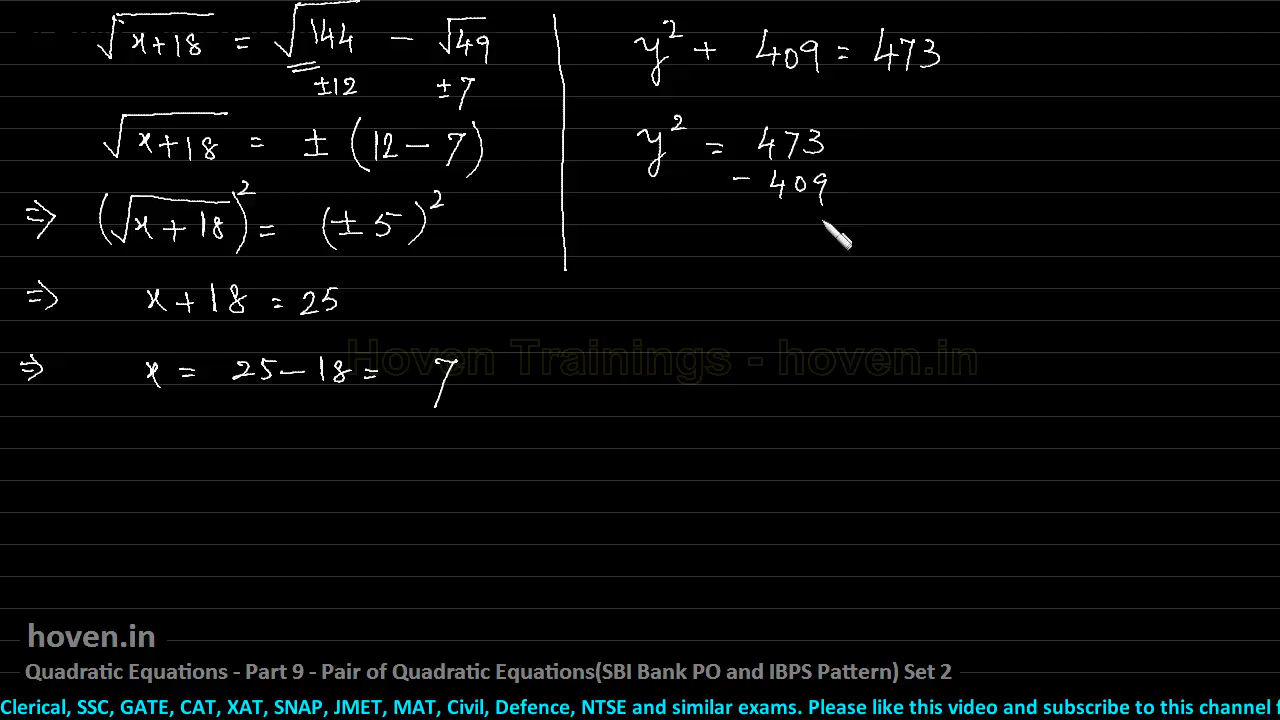 √(x+18) = √144 − √49
±12 ±7
√(x+18) = ± (12 − 7)
⇒ (√(x+18))² = (± 5)²
⇒ x + 18 = 25
⇒ x = 25 − 18 = 7
y² + 409 = 473
y² = 473
− 409
Hoven Trainings - hoven.in
hoven.in
Quadratic Equations - Part 9 - Pair of Quadratic Equations(SBI Bank PO and IBPS Pattern) Set 2
Clerical, SSC, GATE, CAT, XAT, SNAP, JMET, MAT, Civil, Defence, NTSE and similar exams. Please like this video and subscribe to this channel